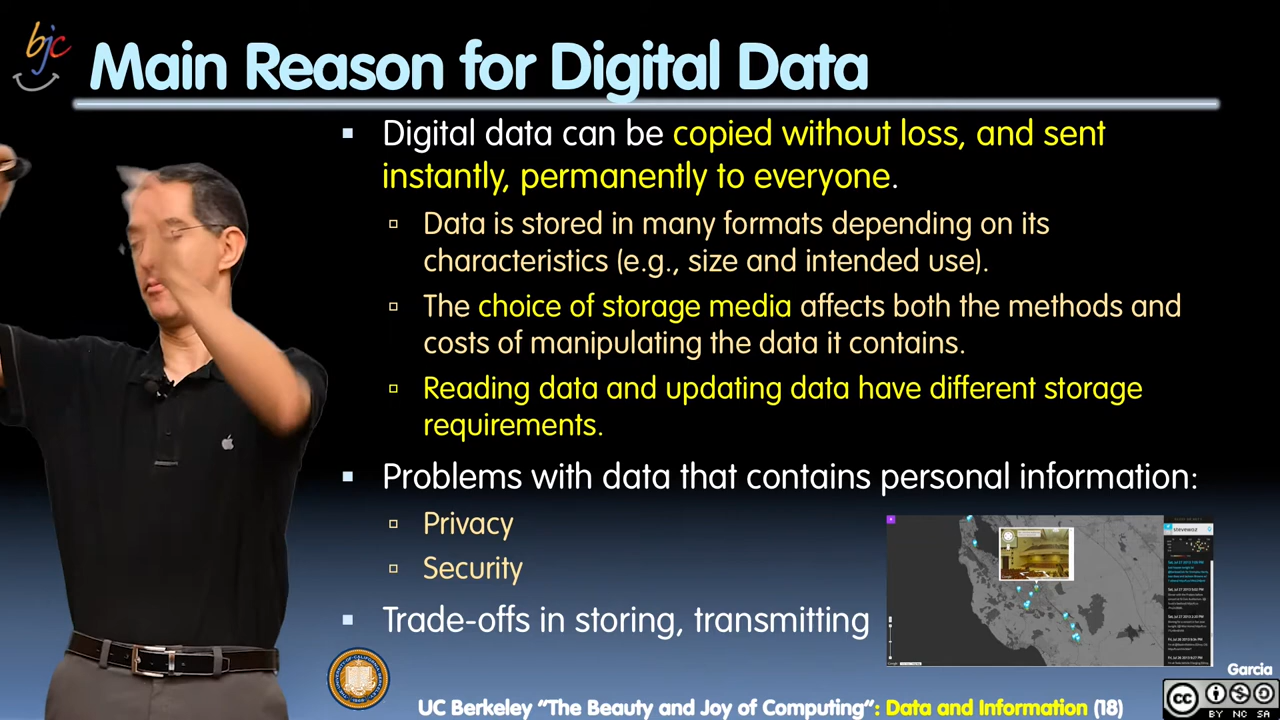 bjc
Main Reason for Digital Data
Digital data can be copied without loss, and sent
instantly, permanently to everyone.
Data is stored in many formats depending on its
characteristics (e.g., size and intended use).
The choice of storage media affects both the methods and
costs of manipulating the data it contains.
Reading data and updating data have different storage
requirements.
Problems with data that contains personal information:
Privacy
Security
Trade-offs in storing, transmitting
stevewoz
Garcia
UC Berkeley “The Beauty and Joy of Computing“: Data and Information (18)
cc
BY NC SA